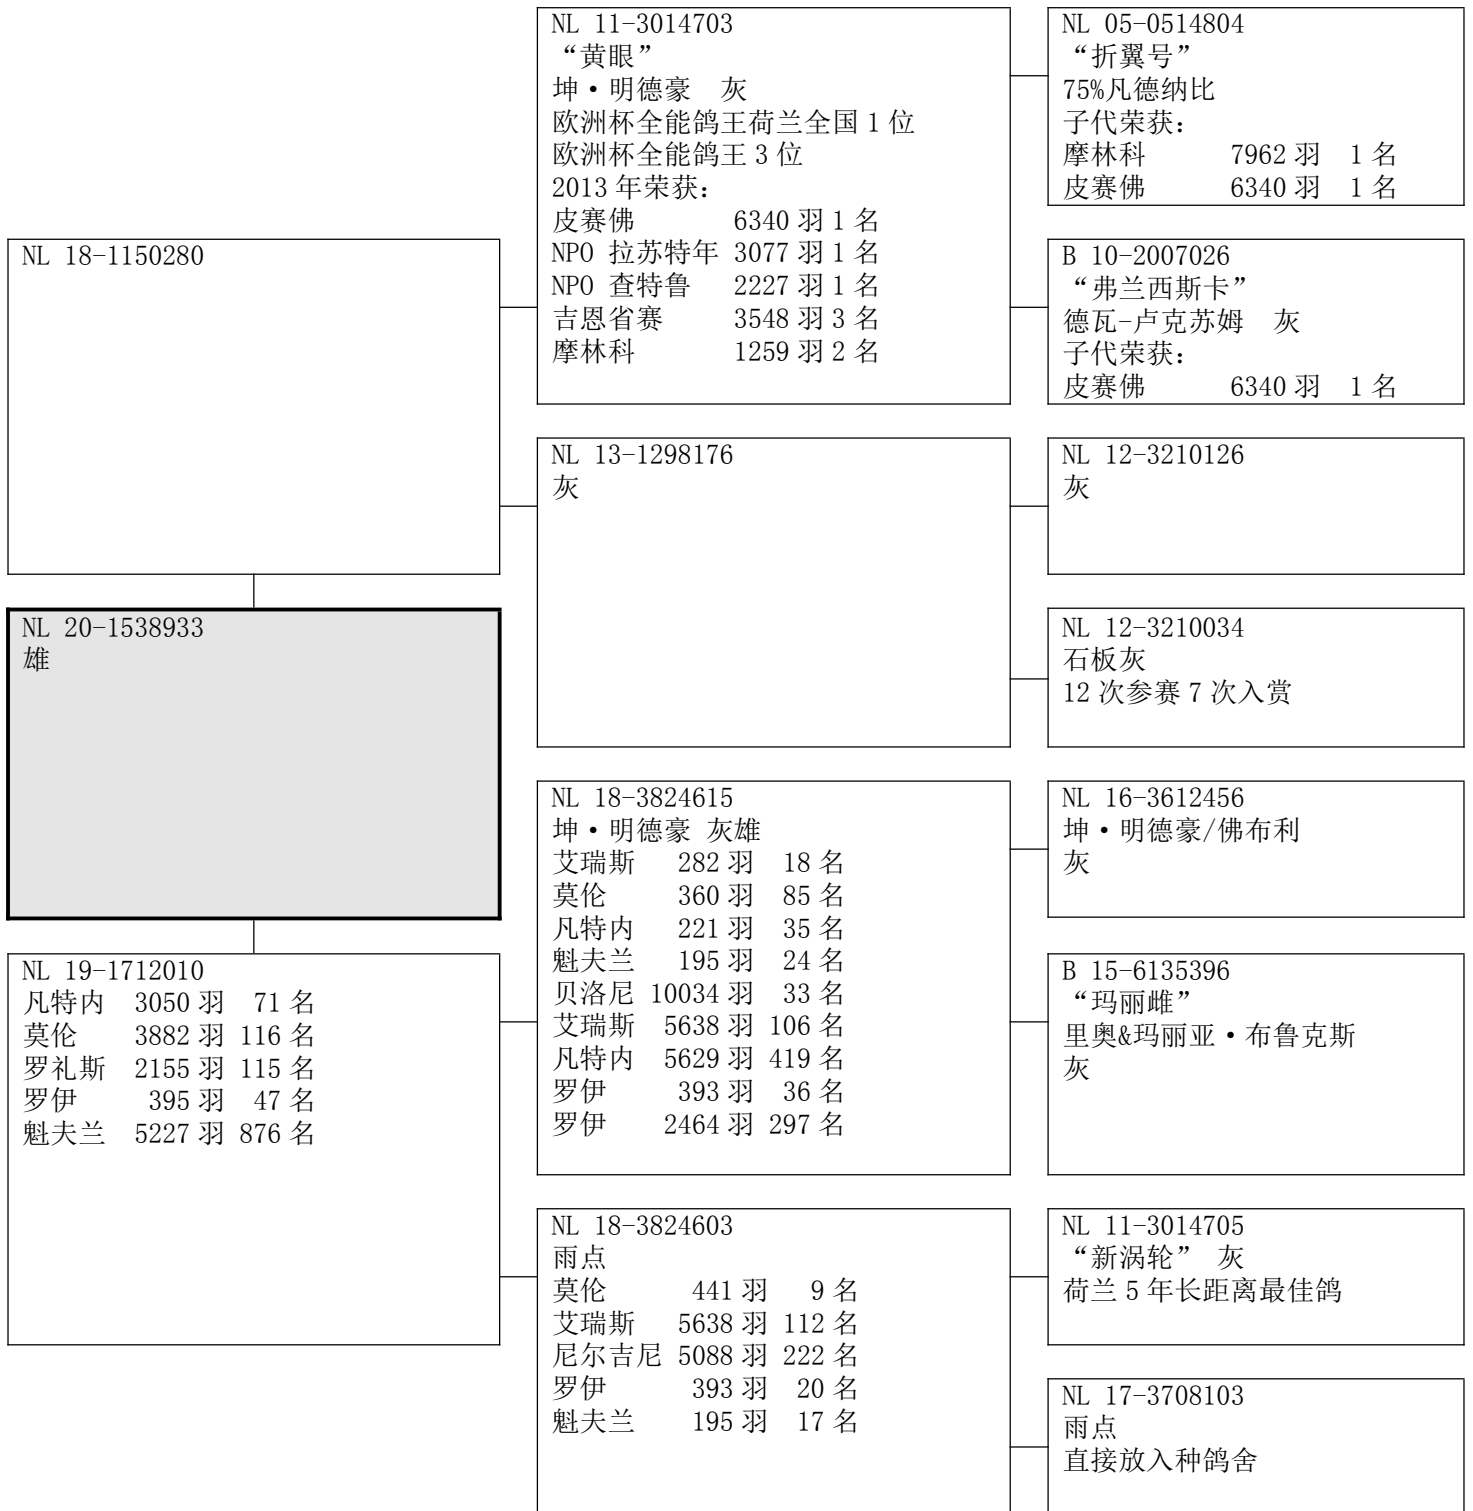 NL 18-1150280
NL 20-1538933
雄
NL 19-1712010
凡特内 3050 羽 71 名
莫伦 3882 羽 116 名
罗礼斯 2155 羽 115 名
罗伊 395 羽 47 名
魁夫兰 5227 羽 876 名
NL 11-3014703
“黄眼”
坤·明德豪 灰
欧洲杯全能鸽王荷兰全国 1 位
欧洲杯全能鸽王 3 位
2013 年荣获：
皮赛佛 6340 羽 1 名
NPO 拉苏特年 3077 羽 1 名
NPO 查特鲁 2227 羽 1 名
吉恩省赛 3548 羽 3 名
摩林科 1259 羽 2 名
NL 13-1298176
灰
NL 18-3824615
坤·明德豪 灰雄
艾瑞斯 282 羽 18 名
莫伦 360 羽 85 名
凡特内 221 羽 35 名
魁夫兰 195 羽 24 名
贝洛尼 10034 羽 33 名
艾瑞斯 5638 羽 106 名
凡特内 5629 羽 419 名
罗伊 393 羽 36 名
罗伊 2464 羽 297 名
NL 18-3824603
雨点
莫伦 441 羽 9 名
艾瑞斯 5638 羽 112 名
尼尔吉尼 5088 羽 222 名
罗伊 393 羽 20 名
魁夫兰 195 羽 17 名
NL 05-0514804
“折翼号”
75%凡德纳比
子代荣获：
摩林科 7962 羽 1 名
皮赛佛 6340 羽 1 名
B 10-2007026
“弗兰西斯卡”
德瓦-卢克苏姆 灰
子代荣获：
皮赛佛 6340 羽 1 名
NL 12-3210126
灰
NL 12-3210034
石板灰
12 次参赛 7 次入赏
NL 16-3612456
坤·明德豪/佛布利
灰
B 15-6135396
“玛丽雌”
里奥&玛丽亚·布鲁克斯
灰
NL 11-3014705
“新涡轮” 灰
荷兰 5 年长距离最佳鸽
NL 17-3708103
雨点
直接放入种鸽舍